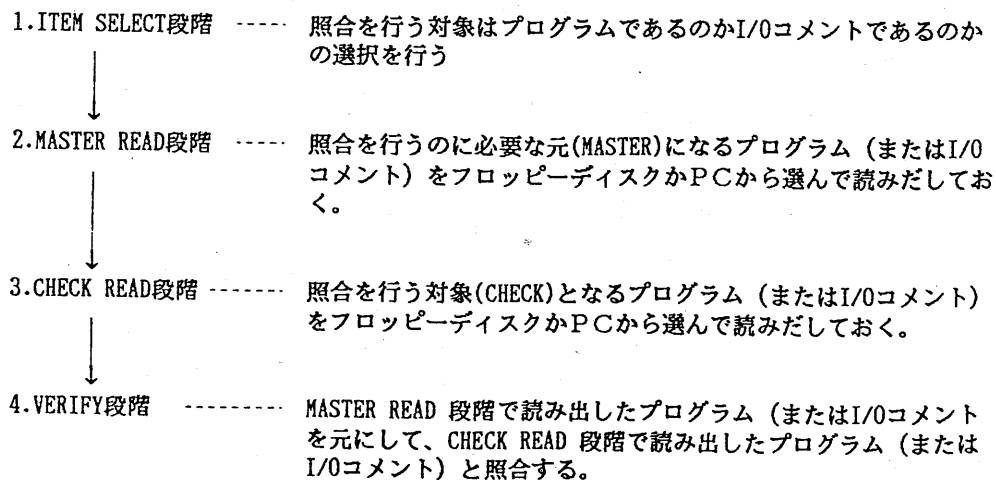 1.ITEM SELECT段階 ----- 照合を行う対象はプログラムであるのかI/Oコメントであるのか
の選択を行う
2.MASTER READ段階 ----- 照合を行うのに必要な元(MASTER)になるプログラム (またはI/O
コメント) をフロッピーディスクかPCから選んで読みだしてお
く。
3.CHECK READ段階 ------- 照合を行う対象(CHECK)となるプログラム (またはI/Oコメント)
をフロッピーディスクかPCから選んで読みだしておく。
4.VERIFY段階 --------- MASTER READ 段階で読み出したプログラム (またはI/Oコメント
を元にして、CHECK READ 段階で読み出したプログラム (または
I/Oコメント) と照合する。